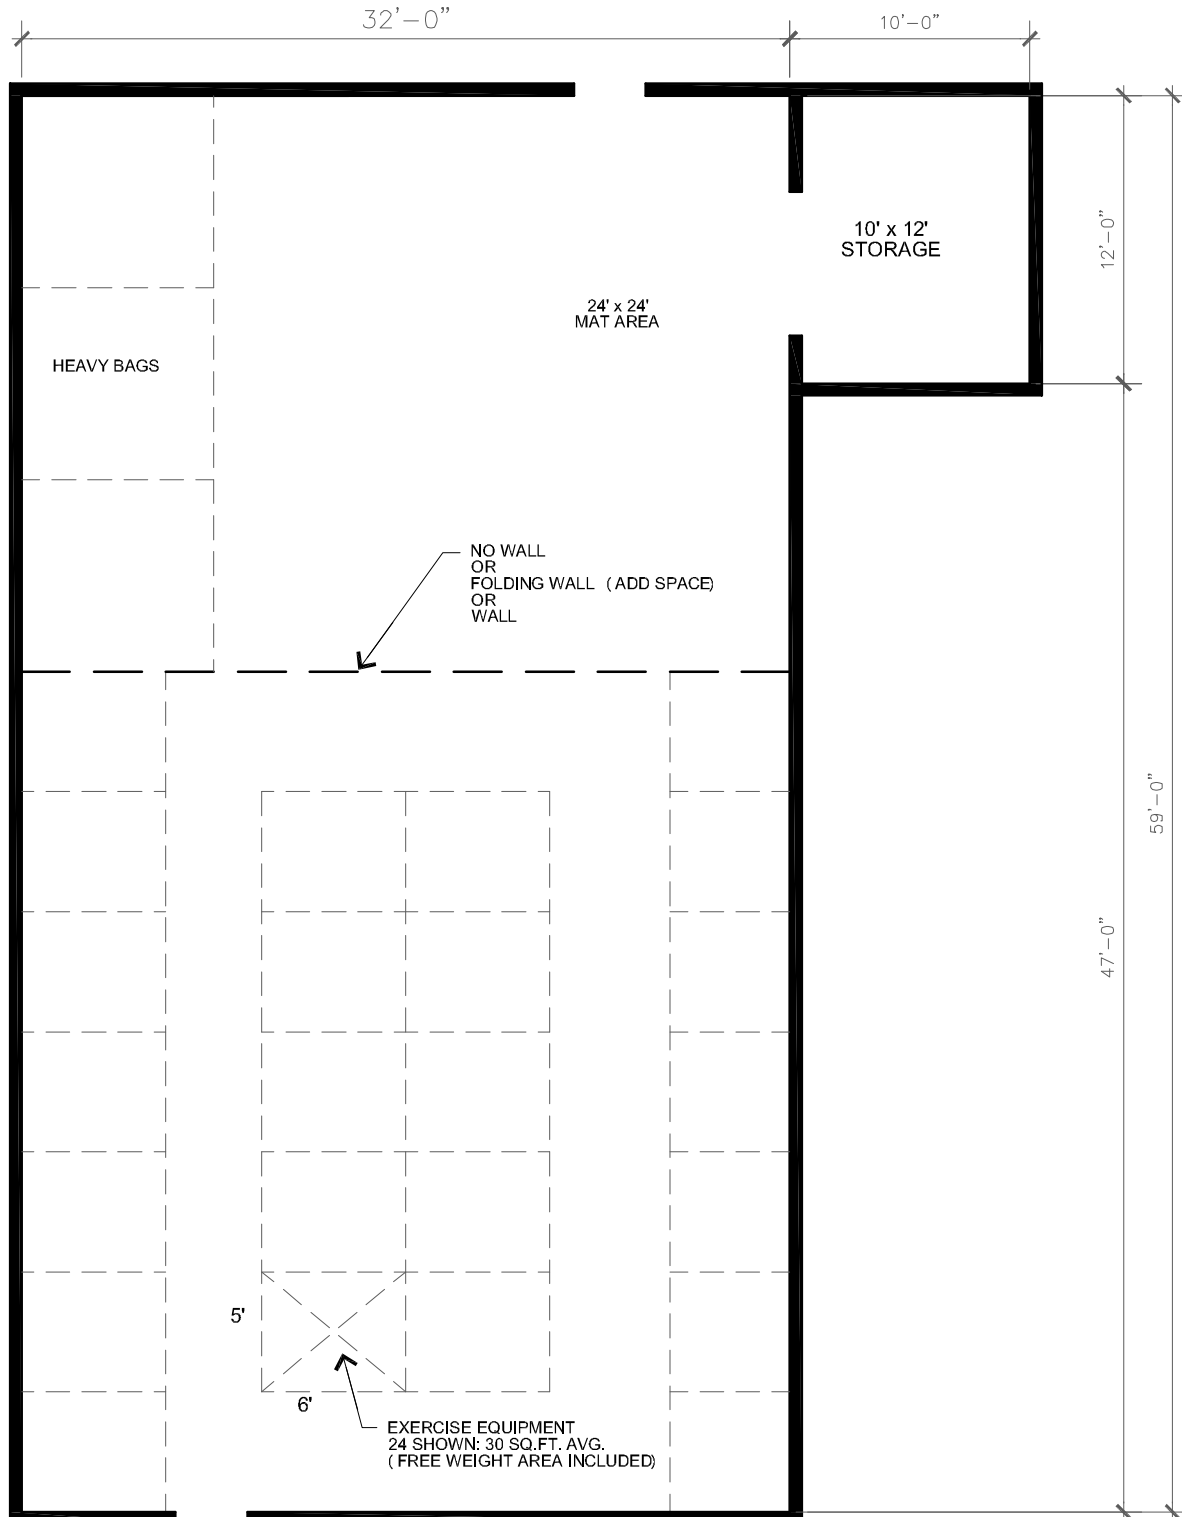 32'-0"
10'-0"
10' x 12'
STORAGE
12'-0"
24' x 24'
MAT AREA
HEAVY BAGS
NO WALL
OR
FOLDING WALL (ADD SPACE)
OR
WALL
59'-0"
47'-0"
5'
6'
EXERCISE EQUIPMENT
24 SHOWN: 30 SQ.FT. AVG.
(FREE WEIGHT AREA INCLUDED)